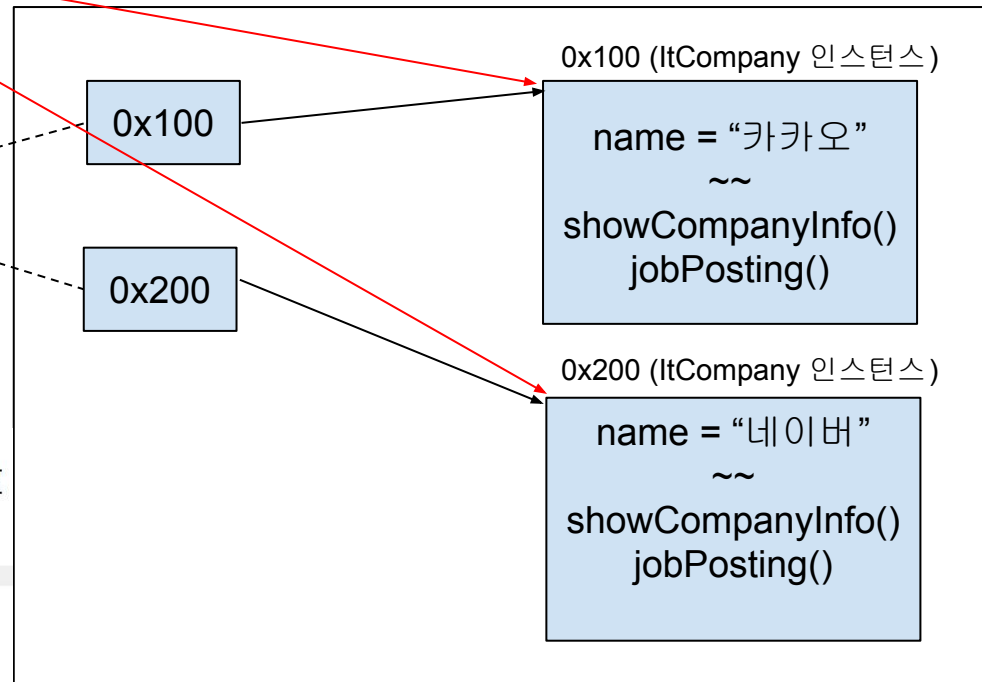 0x100 (ItCompany 인스턴스)
0x100
name = “카카오”
~~
showCompanyInfo()
jobPosting()
0x200
0x200 (ItCompany 인스턴스)
name = “네이버”
~~
showCompanyInfo()
jobPosting()